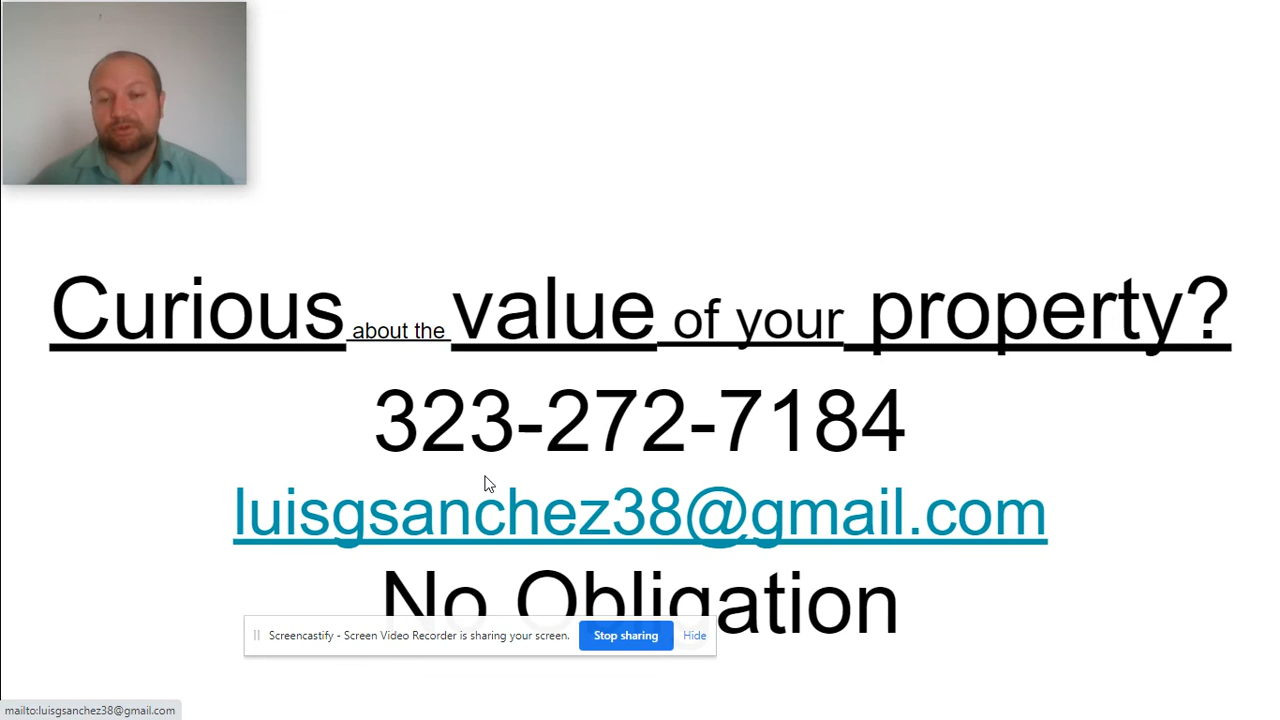 Curious about the value of your property?
323-272-7184
luisgsanchez38@gmail.com
No Obligation
Screencastify - Screen Video Recorder is sharing your screen. Stop sharing Hide
mailto:luisgsanchez38@gmail.com